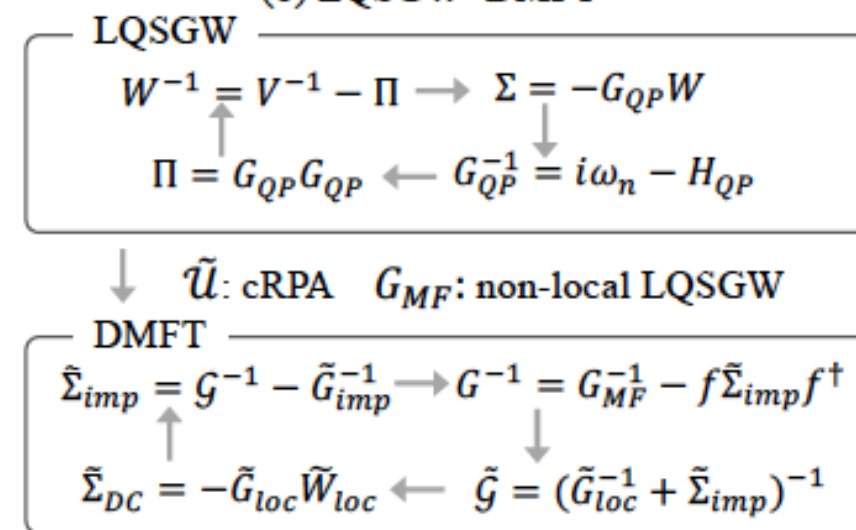 LQSGW
W⁻¹ = V⁻¹ − Π → Σ = −G_{QP}W
Π = G_{QP}G_{QP} ← G_{QP}^{−1} = iω_n − H_{QP}
𝒰̃: cRPA G_{MF}: non-local LQSGW
DMFT
Σ̃_{imp} = 𝒢⁻¹ − G̃_{imp}^{−1} → G⁻¹ = G_{MF}^{−1} − fΣ̃_{imp}f†
Σ̃_{DC} = −G̃_{loc}W̃_{loc} ← 𝒢̃ = (G̃_{loc}^{−1} + Σ̃_{imp})⁻¹